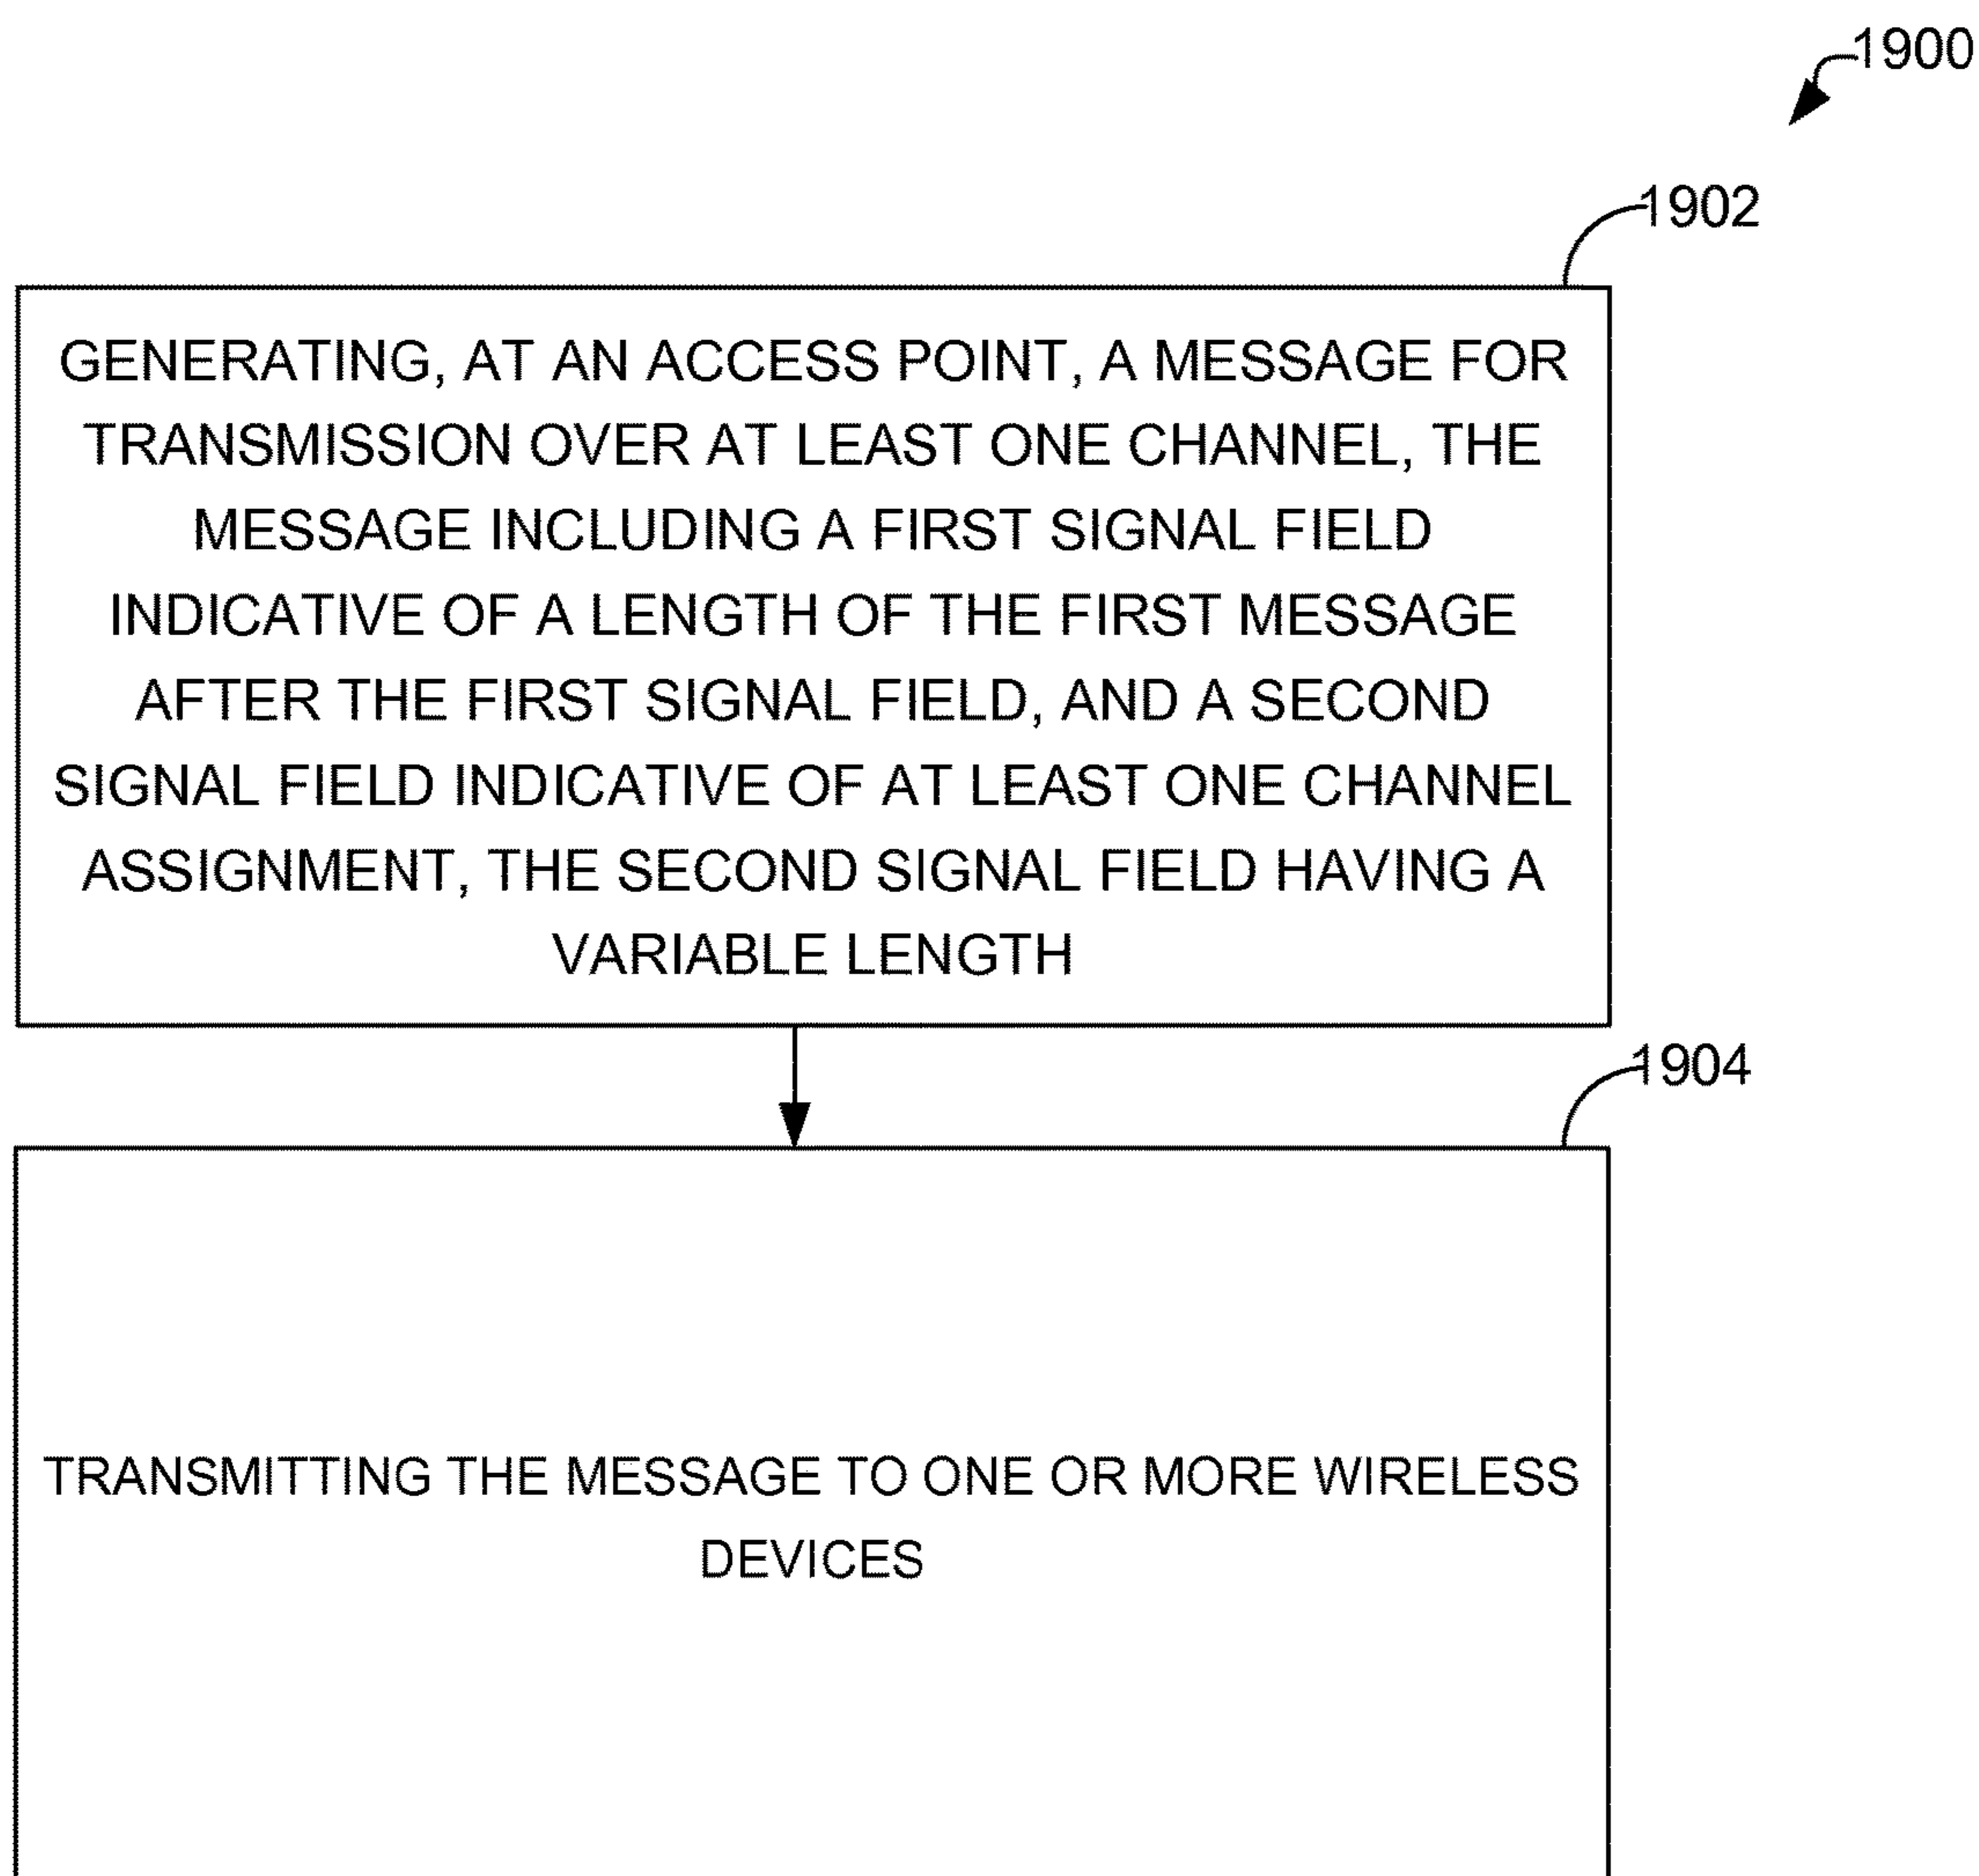 1900
1902
GENERATING, AT AN ACCESS POINT, A MESSAGE FOR
TRANSMISSION OVER AT LEAST ONE CHANNEL, THE
MESSAGE INCLUDING A FIRST SIGNAL FIELD
INDICATIVE OF A LENGTH OF THE FIRST MESSAGE
AFTER THE FIRST SIGNAL FIELD, AND A SECOND
SIGNAL FIELD INDICATIVE OF AT LEAST ONE CHANNEL
ASSIGNMENT, THE SECOND SIGNAL FIELD HAVING A
VARIABLE LENGTH
1904
TRANSMITTING THE MESSAGE TO ONE OR MORE WIRELESS
DEVICES